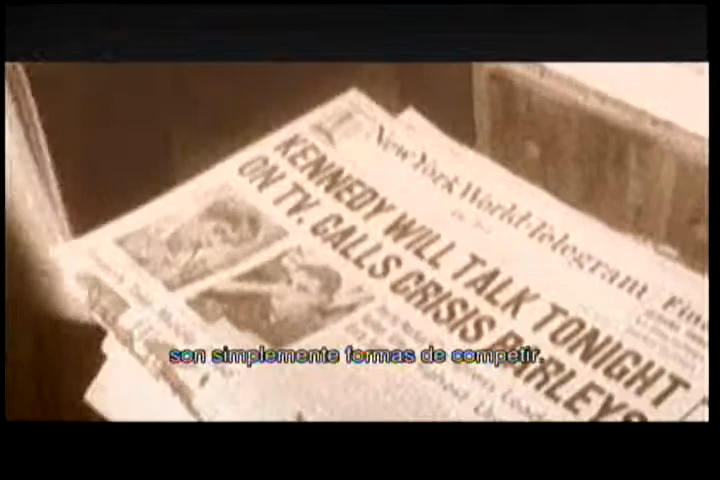 New York World-Telegram
KENNEDY WILL TALK TONIGHT
ON TV. CALLS CRISIS PARLEYS
son simplemente formas de competir.